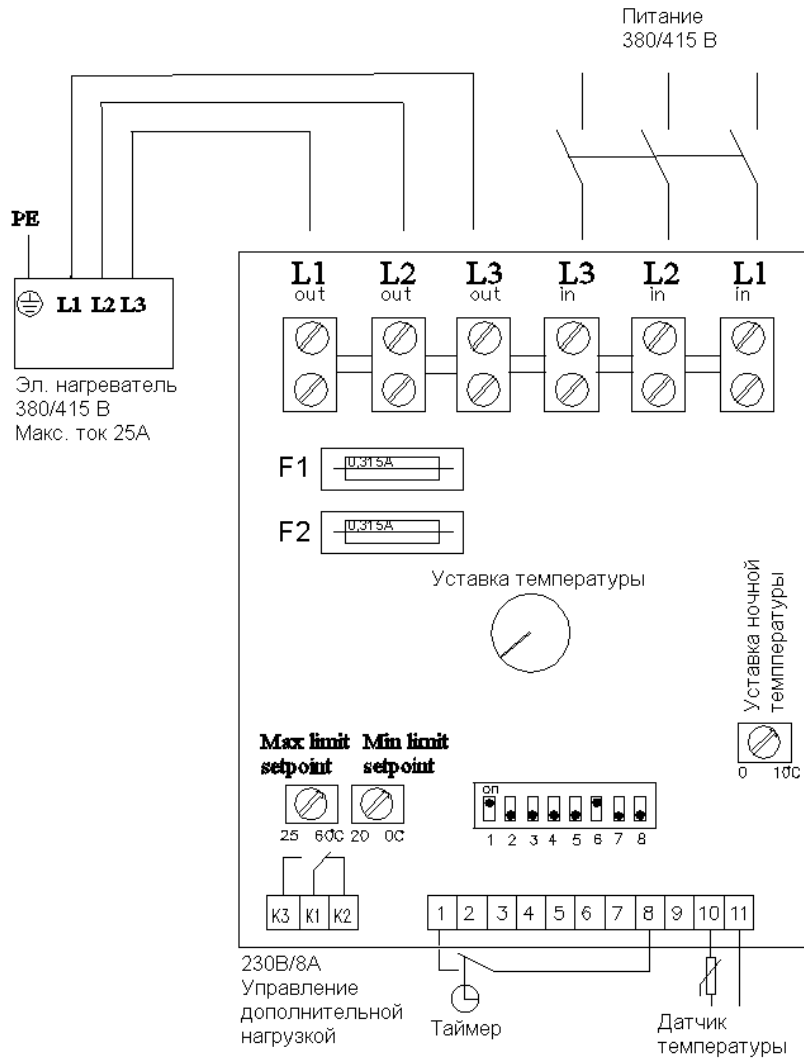 Питание
380/415 В
PE
L1 L2 L3
Эл. нагреватель
380/415 В
Макс. ток 25А
L1 L2 L3 L3 L2 L1
out out out in in in
F1 0,315A
F2 0,315A
Уставка температуры
Уставка ночной
темппературы
0 10°C
Max limit
setpoint
Min limit
setpoint
25 60°C 20 0C
on
1 2 3 4 5 6 7 8
K3 K1 K2
1 2 3 4 5 6 7 8 9 10 11
230В/8А
Управление
дополнительной
нагрузкой
Таймер
Датчик
температуры